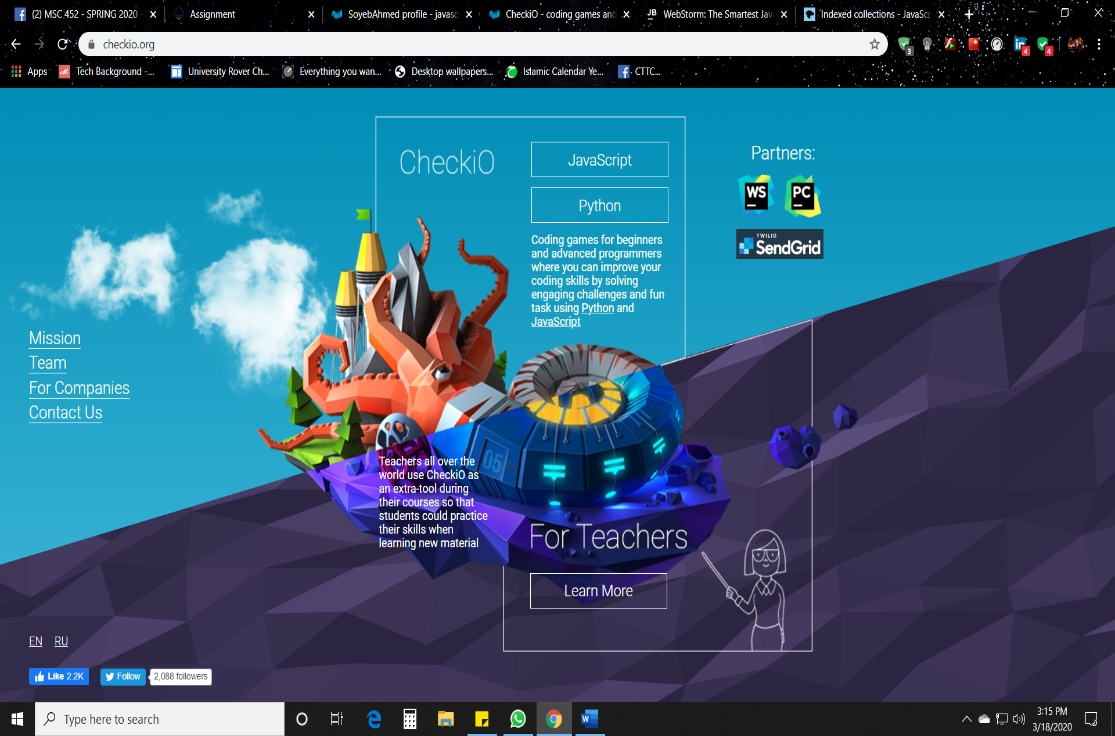 (2) MSC 452 - SPRING 2020
Assignment
SoyebAhmed profile - javasc
CheckiO - coding games and
WebStorm: The Smartest Jav
Indexed collections - JavaSc
checkio.org
Apps
Tech Background -...
University Rover Ch...
Everything you wan...
Desktop wallpapers...
Islamic Calendar Ye...
CTTC...
CheckiO
JavaScript
Python
Coding games for beginners
and advanced programmers
where you can improve your
coding skills by solving
engaging challenges and fun
task using Python and
JavaScript
Partners:
WS
PC
TWILIO
SendGrid
Mission
Team
For Companies
Contact Us
05
Teachers all over the
world use CheckiO as
an extra-tool during
their courses so that
students could practice
their skills when
learning new material
For Teachers
Learn More
EN RU
Like 2.2K
Follow
2,088 followers
Type here to search
3:15 PM
3/18/2020